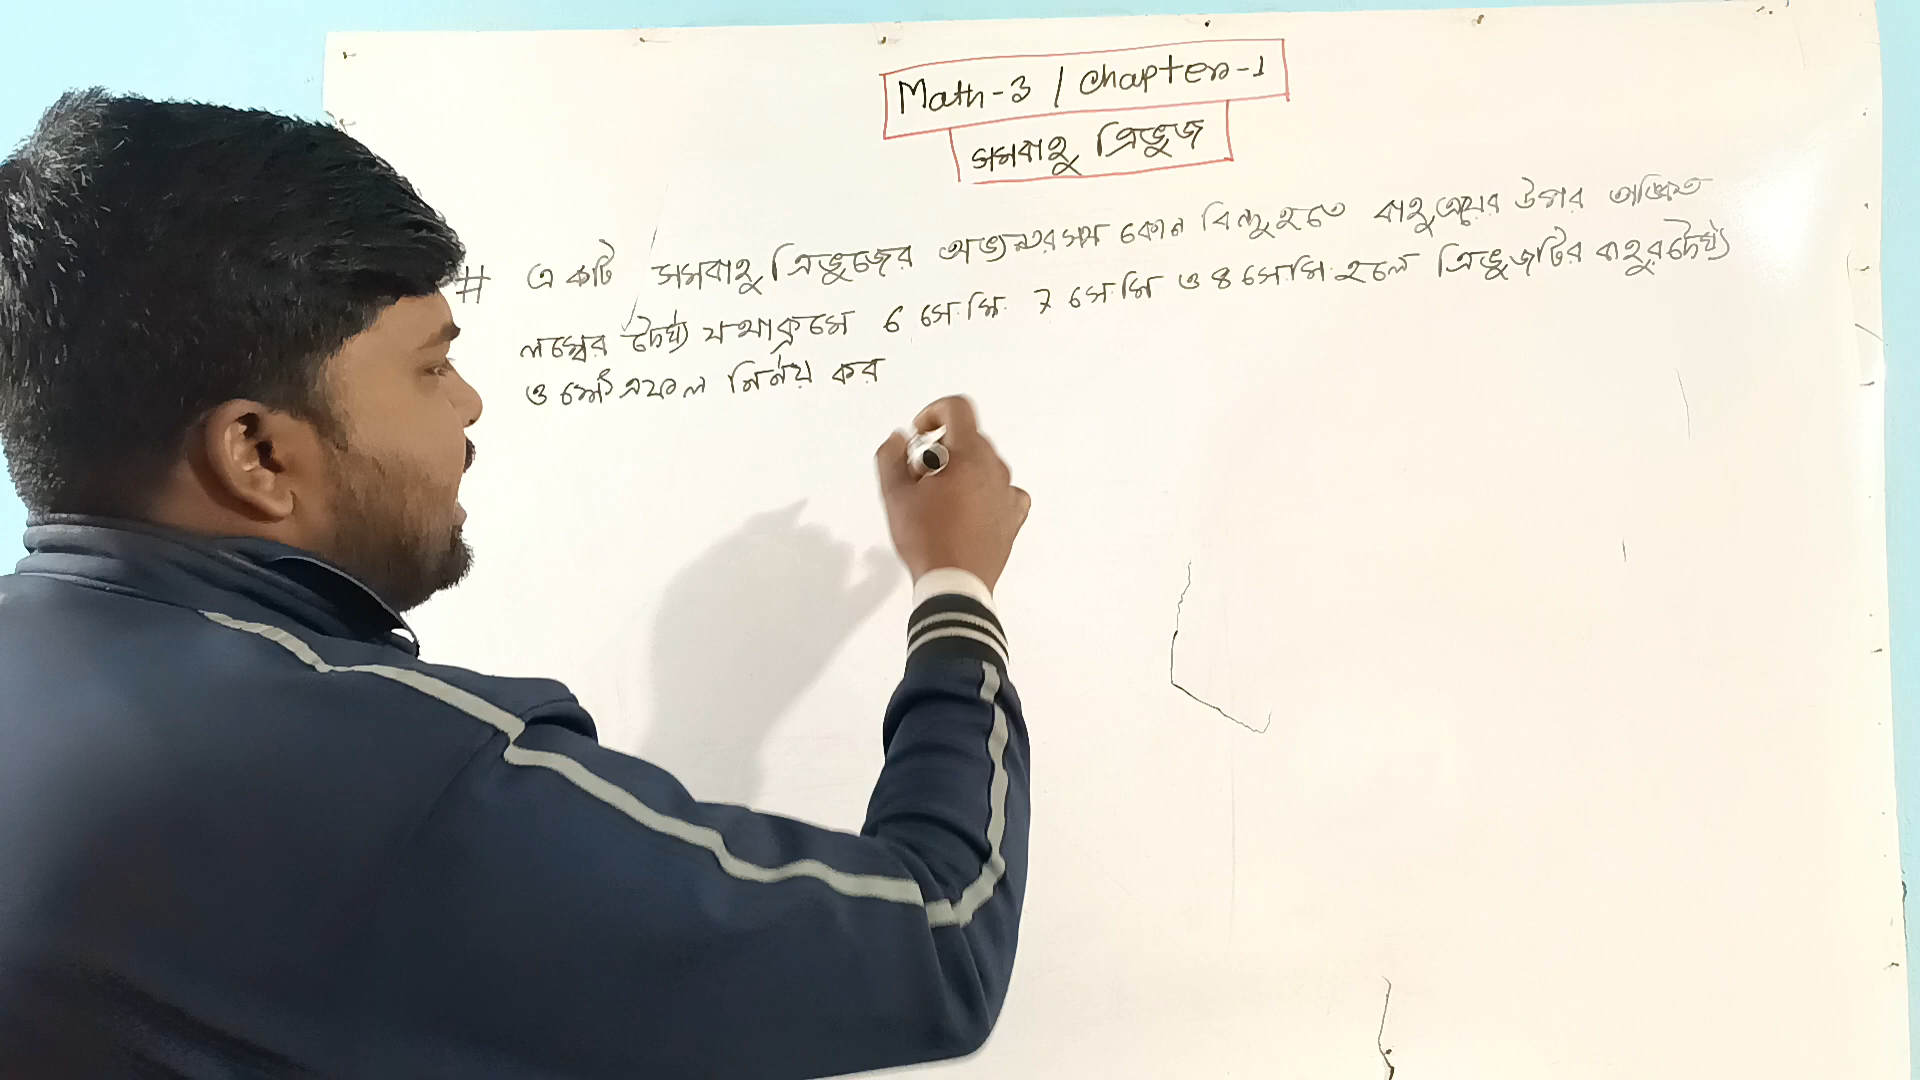 Math-3 / Chapter-1
সমবাহু ত্রিভুজ
# একটি সমবাহু ত্রিভুজের অভ্যন্তরস্থ কোন বিন্দু হতে বাহুত্রয়ের উপর অঙ্কিত
লম্বের দৈর্ঘ্য যথাক্রমে 6 সে.মি. 7 সে.মি ও 8 সে.মি. হলে ত্রিভুজটির বাহুর দৈর্ঘ্য
ও ক্ষেত্রফল নির্ণয় কর